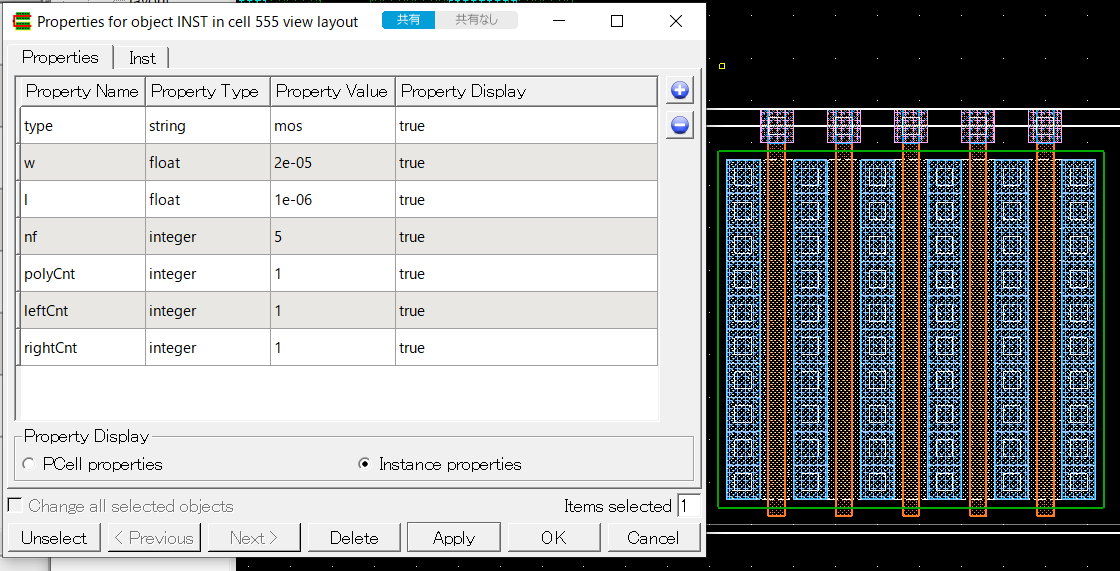 Properties for object INST in cell 555 view layout
共有
共有なし
Properties
Inst
Property Name Property Type Property Value Property Display
type string mos true
w float 2e-05 true
l float 1e-06 true
nf integer 5 true
polyCnt integer 1 true
leftCnt integer 1 true
rightCnt integer 1 true
Property Display
PCell properties
Instance properties
Change all selected objects
Items selected 1
Unselect < Previous Next > Delete Apply OK Cancel